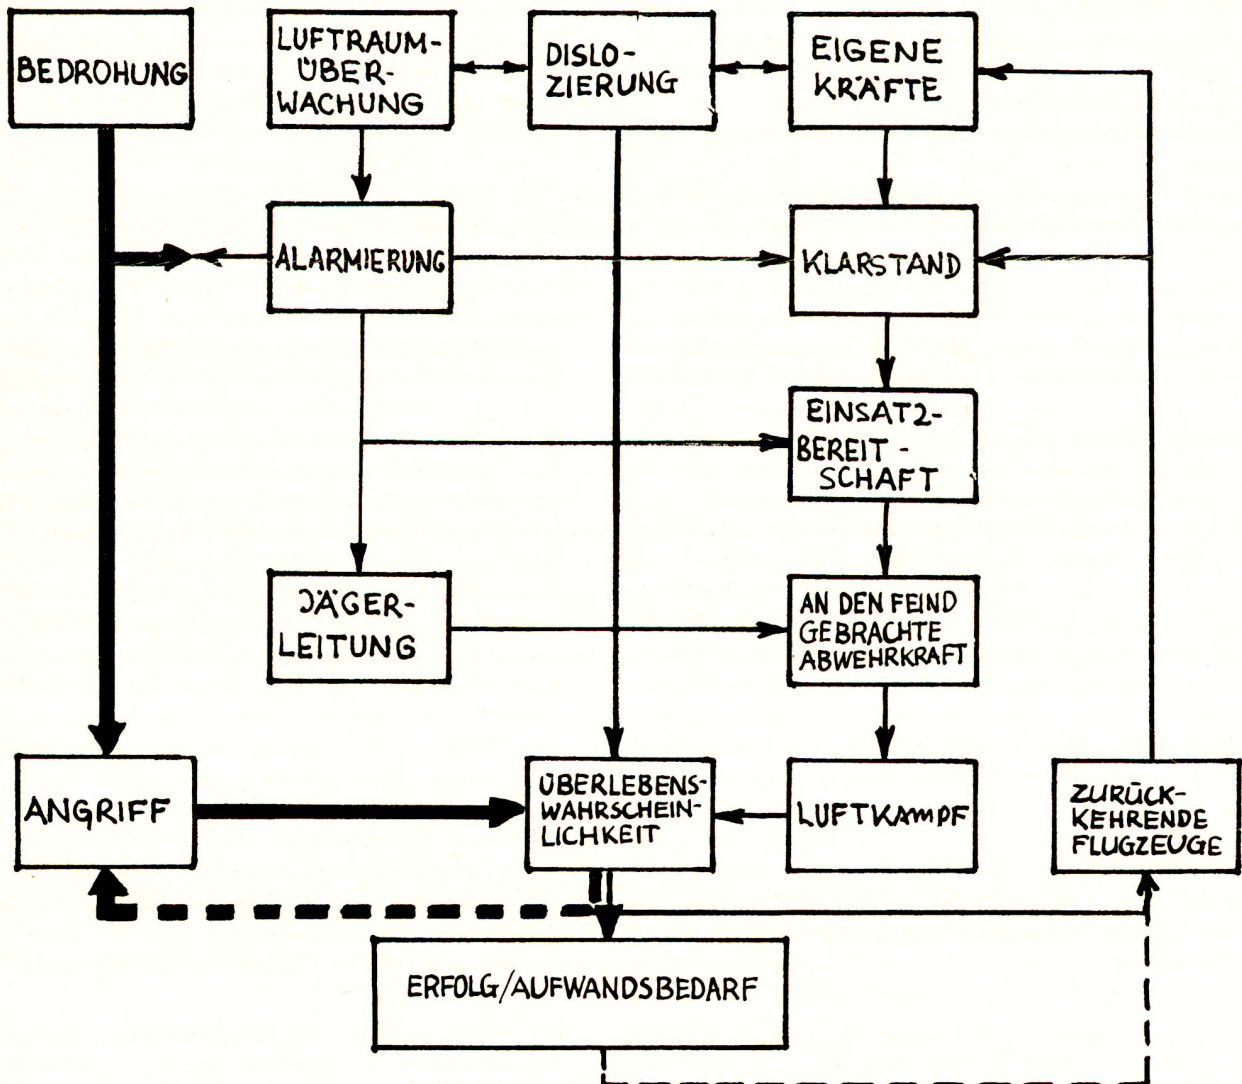 BEDROHUNG
LUFTRAUM-
ÜBER-
WACHUNG
DISLO-
ZIERUNG
EIGENE
KRÄFTE
ALARMIERUNG
KLARSTAND
EINSATZ-
BEREIT-
SCHAFT
JÄGER-
LEITUNG
AN DEN FEIND
GEBRACHTE
ABWEHRKRAFT
ANGRIFF
ÜBERLEBENS-
WAHRSCHEIN-
LICHKEIT
LUFTKAMPF
ZURÜCK-
KEHRENDE
FLUGZEUGE
ERFOLG/AUFWANDSBEDARF